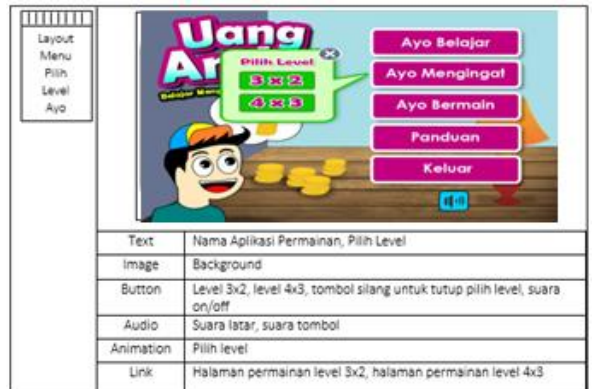 Layout
Menu
Pilih
Level
Ayo
Uang
Pilih Level
3 x 2
4 x 3
Belajar
Ayo Belajar
Ayo Mengingat
Ayo Bermain
Panduan
Keluar
Text Nama Aplikasi Permainan, Pilih Level
Image Background
Button Level 3x2, level 4x3, tombol silang untuk tutup pilih level, suara
on/off
Audio Suara latar, suara tombol
Animation Pilih level
Link Halaman permainan level 3x2, halaman permainan level 4x3